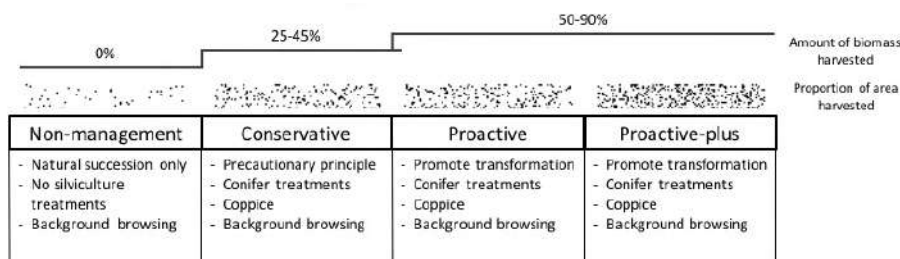 50-90%
25-45%
0%
Amount of biomass
harvested
Proportion of area
harvested
Non-management
Conservative
Proactive
Proactive-plus
- Natural succession only
- No silviculture
treatments
- Background browsing
- Precautionary principle
- Conifer treatments
- Coppice
- Background browsing
- Promote transformation
- Conifer treatments
- Coppice
- Background browsing
- Promote transformation
- Conifer treatments
- Coppice
- Background browsing